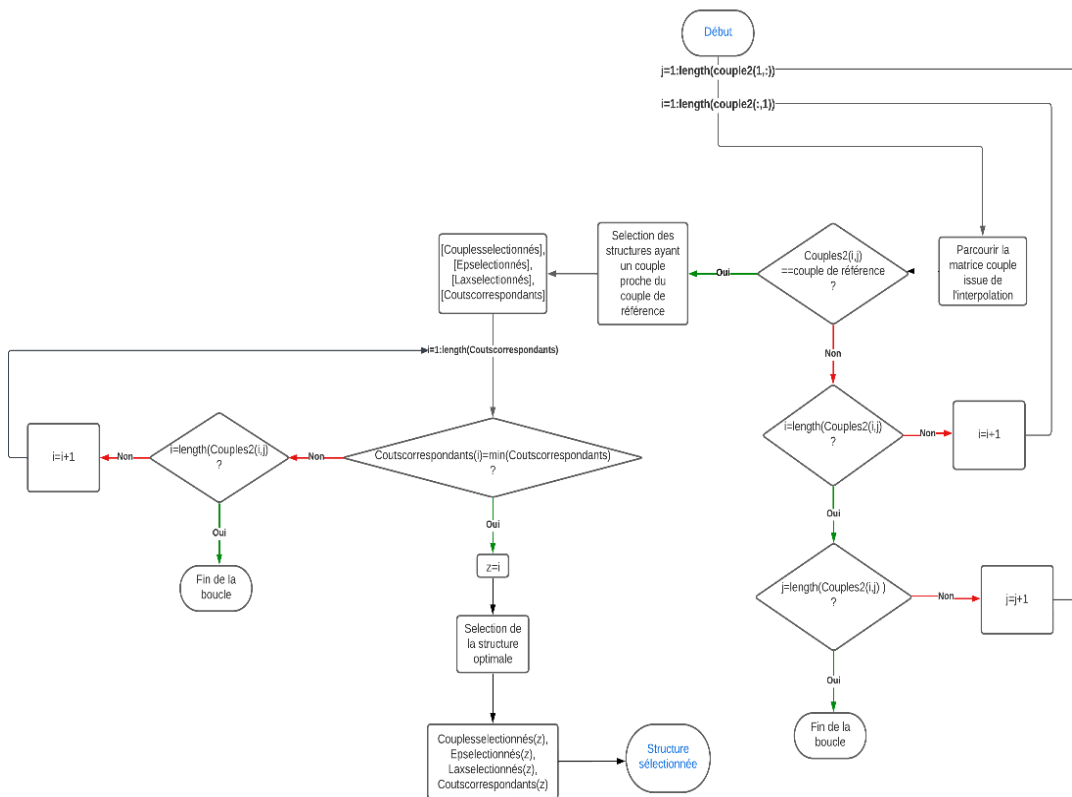 Début
j=1:length(couple2(1,:))
i=1:length(couple2(:,1))
Parcourir la
matrice couple
issue de
l'interpolation
Couples2(i,j)
==couple de référence
?
Oui
Selection des
structures ayant
un couple
proche du
couple de
référence
[Couplesselectionnés],
[Epselectionnés],
[Laxselectionnés],
[Coutscorrespondants]
Non
i=1:length(Coutscorrespondants)
i=length(Couples2(i,j)
?
Non
i=i+1
Coutscorrespondants(i)=min(Coutscorrespondants)
?
Non
i=length(Couples2(i,j)
?
Non
i=i+1
Oui
Oui
Oui
Fin de la
boucle
z=i
j=length(Couples2(i,j) )
?
Non
j=j+1
Selection de
la structure
optimale
Oui
Fin de la
boucle
Couplesselectionnés(z),
Epselectionnés(z),
Laxselectionnés(z),
Coutscorrespondants(z)
Structure
sélectionnée